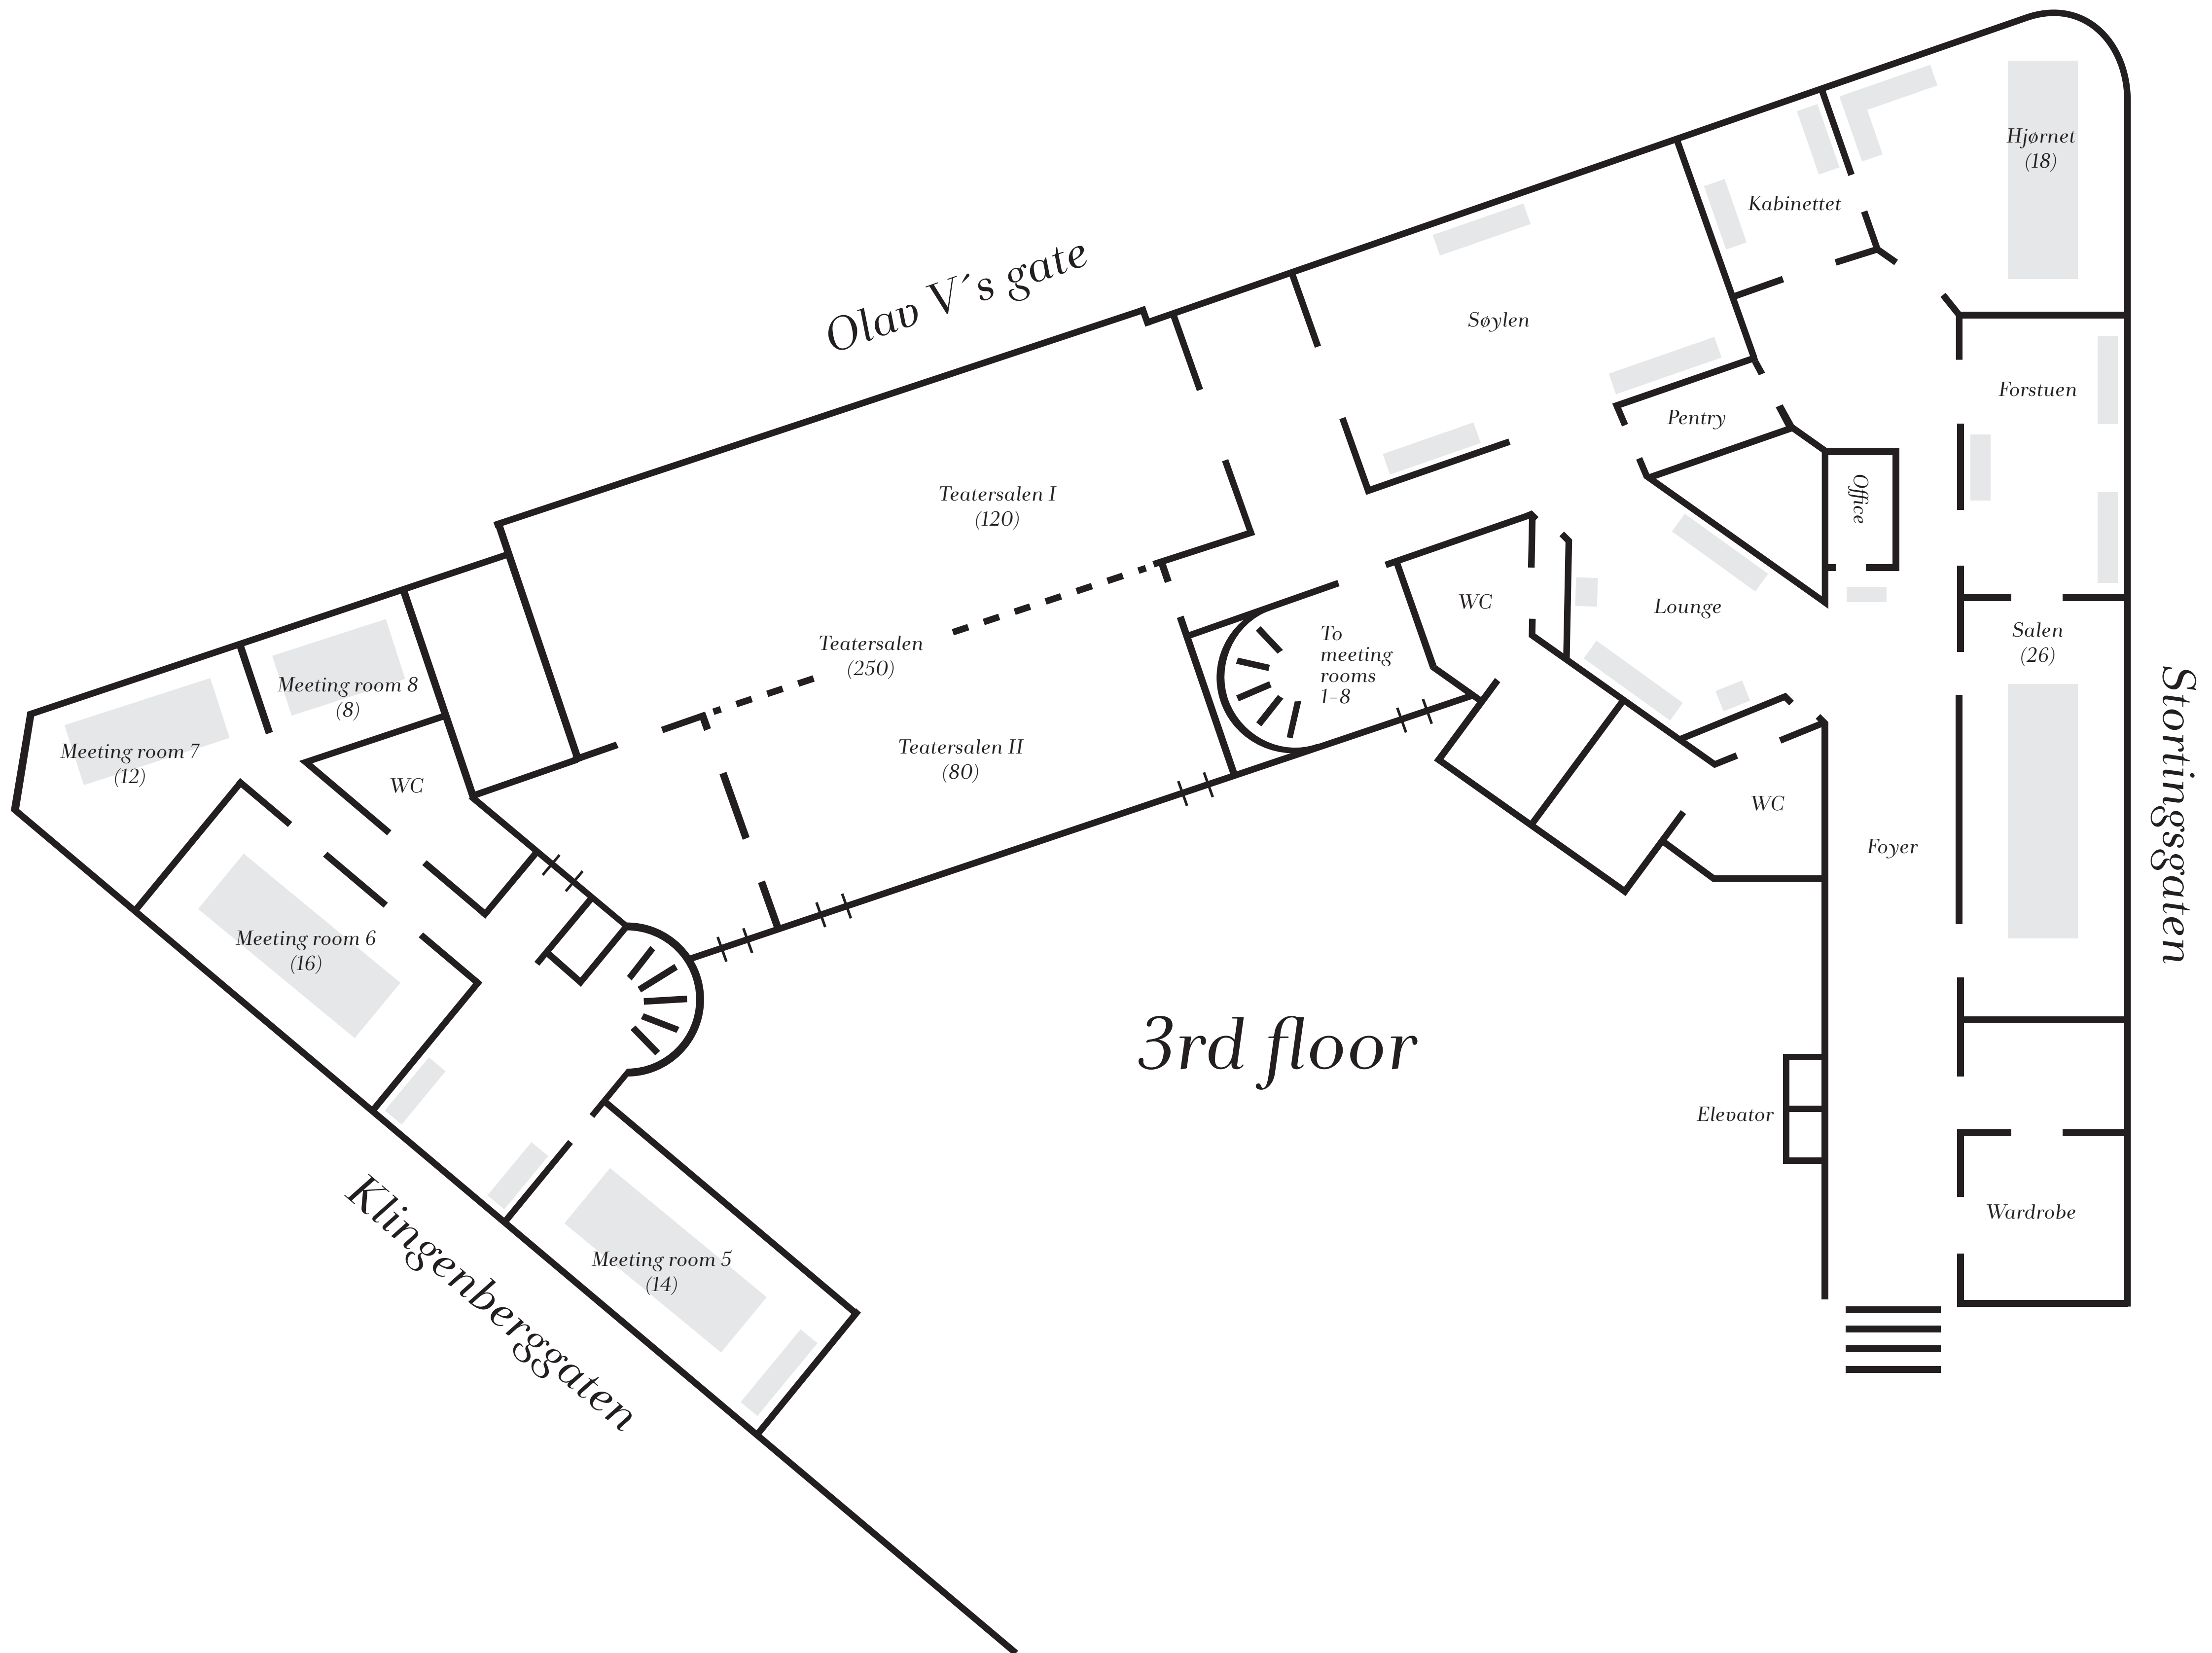 Olav V´s gate
Hjørnet
(18)
Kabinettet
Søylen
Forstuen
Pentry
Office
Teatersalen I
(120)
WC
Lounge
Salen
(26)
To
meeting
rooms
1-8
Teatersalen
(250)
Meeting room 8
(8)
Meeting room 7
(12)
Teatersalen II
(80)
WC
WC
Foyer
Stortingsgaten
Meeting room 6
(16)
3rd floor
Elevator
Wardrobe
Klingenberggaten
Meeting room 5
(14)